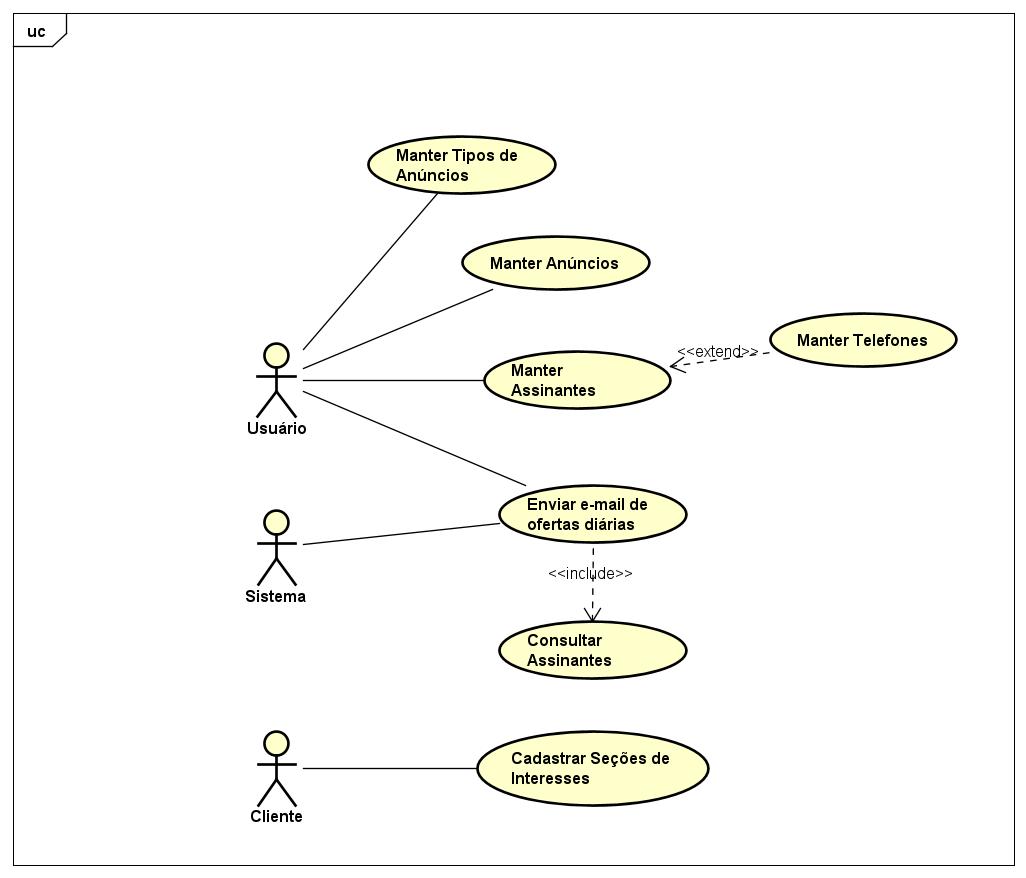 uc
Manter Tipos de
Anúncios
Manter Anúncios
Manter Telefones
<<extend>>
Manter
Assinantes
Usuário
Enviar e-mail de
ofertas diárias
Sistema
<<include>>
Consultar
Assinantes
Cadastrar Seções de
Interesses
Cliente